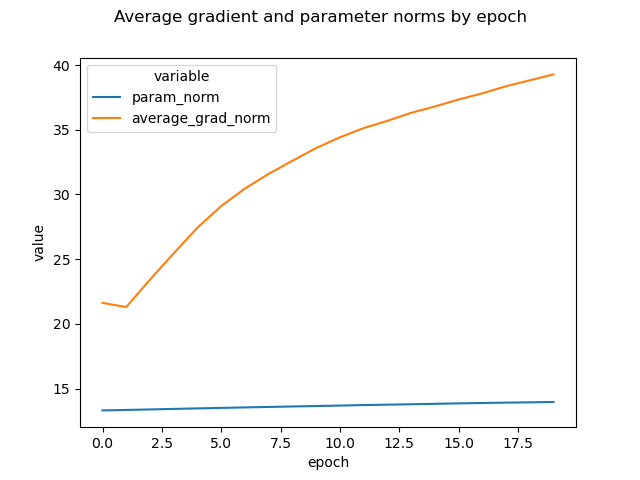 Average gradient and parameter norms by epoch
variable
param_norm
average_grad_norm
40
35
30
25
20
15
value
0.0 2.5 5.0 7.5 10.0 12.5 15.0 17.5
epoch